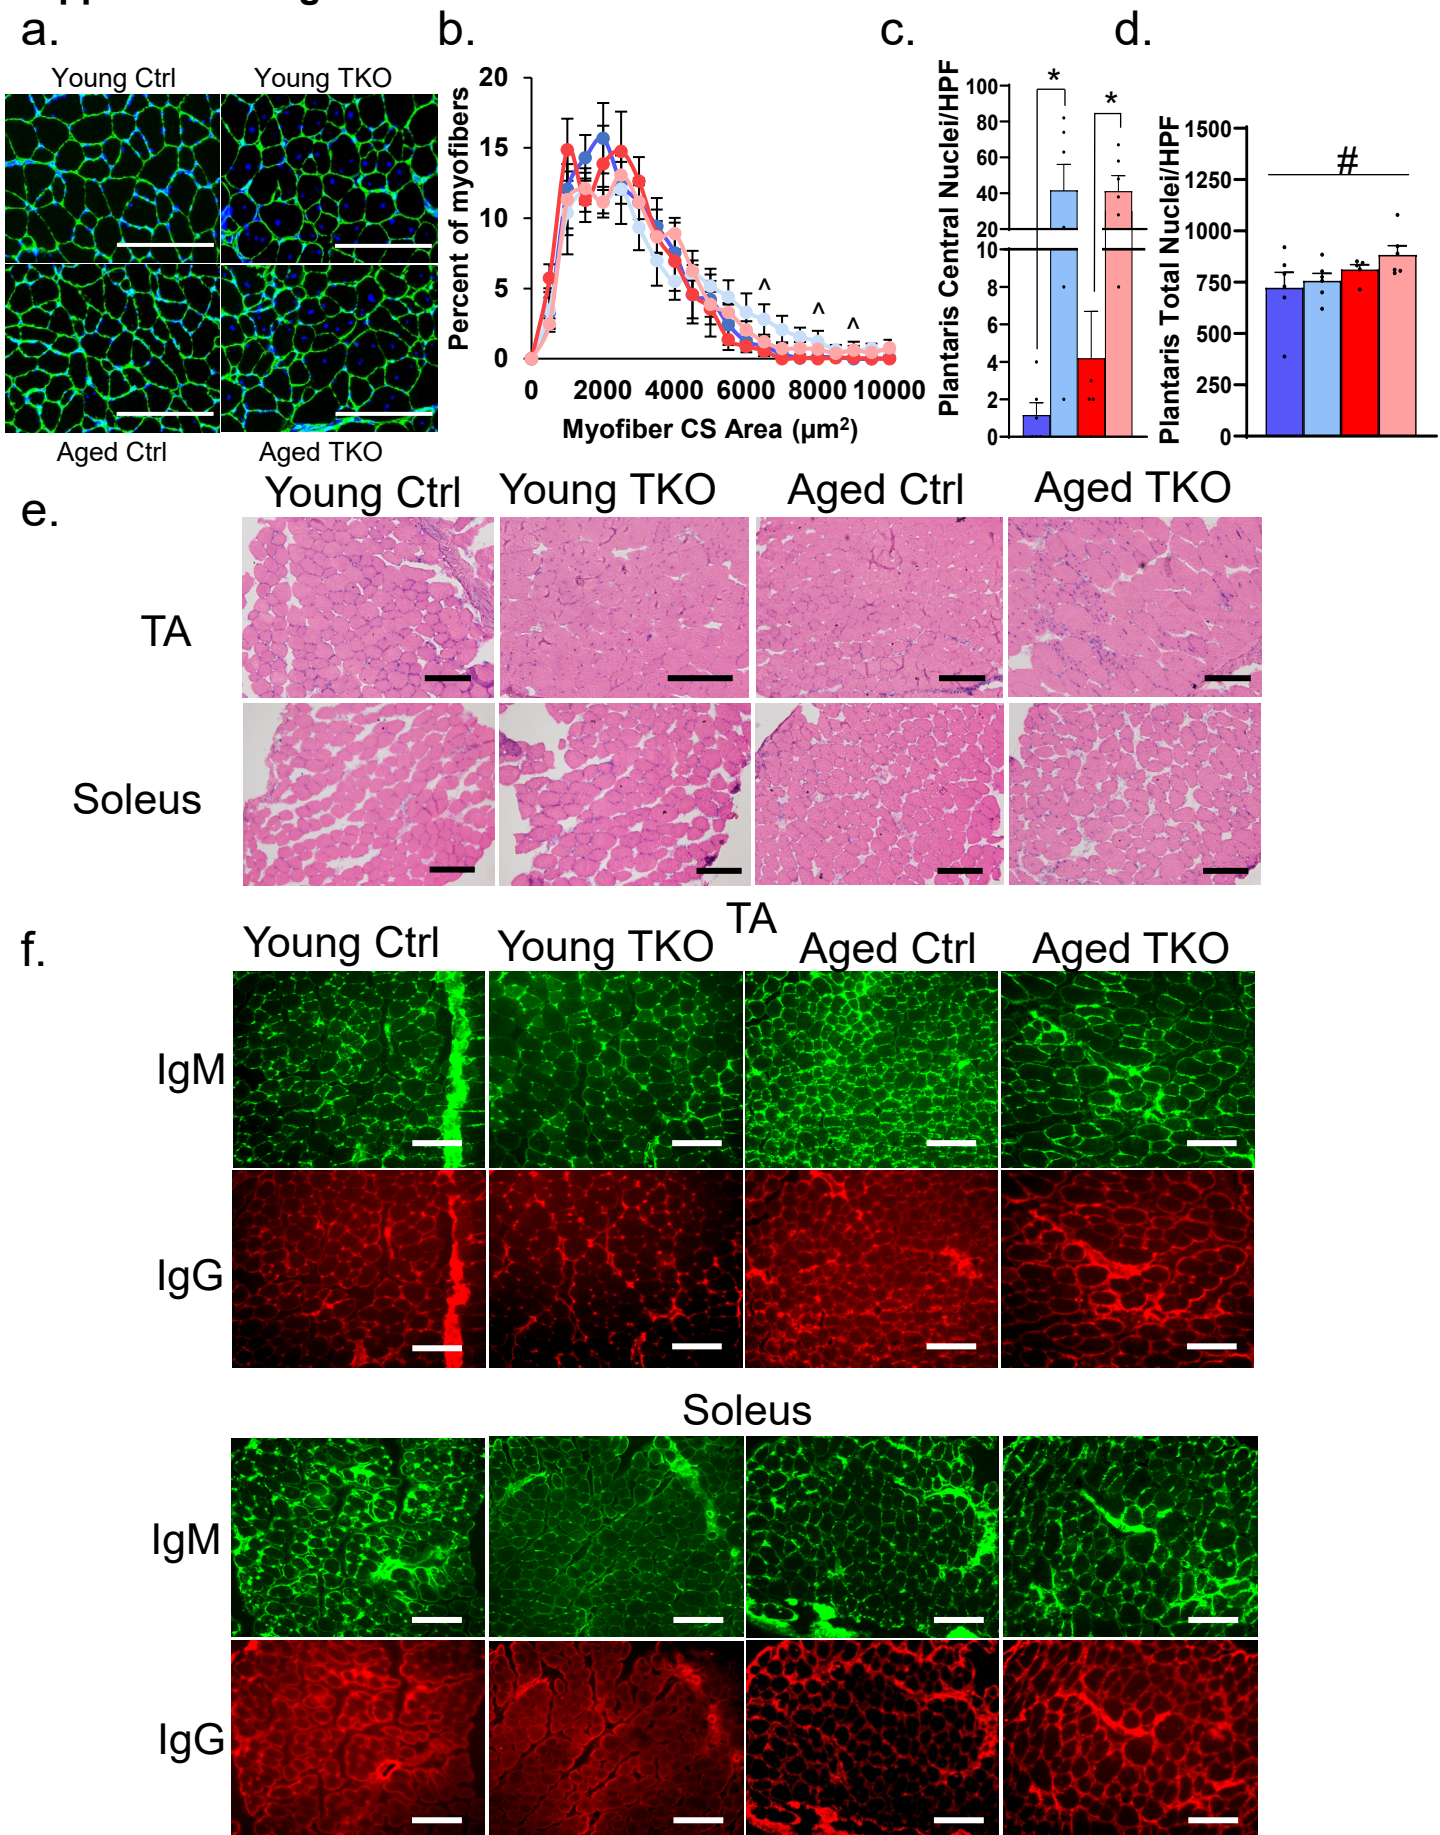 a.
b.
c.
d.
Young Ctrl
Young TKO
Aged Ctrl
Aged TKO
Percent of myofibers
20
15
10
5
0
^
^
^
0
2000
4000
6000
8000
10000
Myofiber CS Area (µm²)
Plantaris Central Nuclei/HPF
100
80
60
40
20
10
8
6
4
2
0
*
*
Plantaris Total Nuclei/HPF
1500
1250
1000
750
500
250
0
#
e.
Young Ctrl
Young TKO
Aged Ctrl
Aged TKO
TA
Soleus
f.
TA
Young Ctrl
Young TKO
Aged Ctrl
Aged TKO
IgM
IgG
Soleus
IgM
IgG